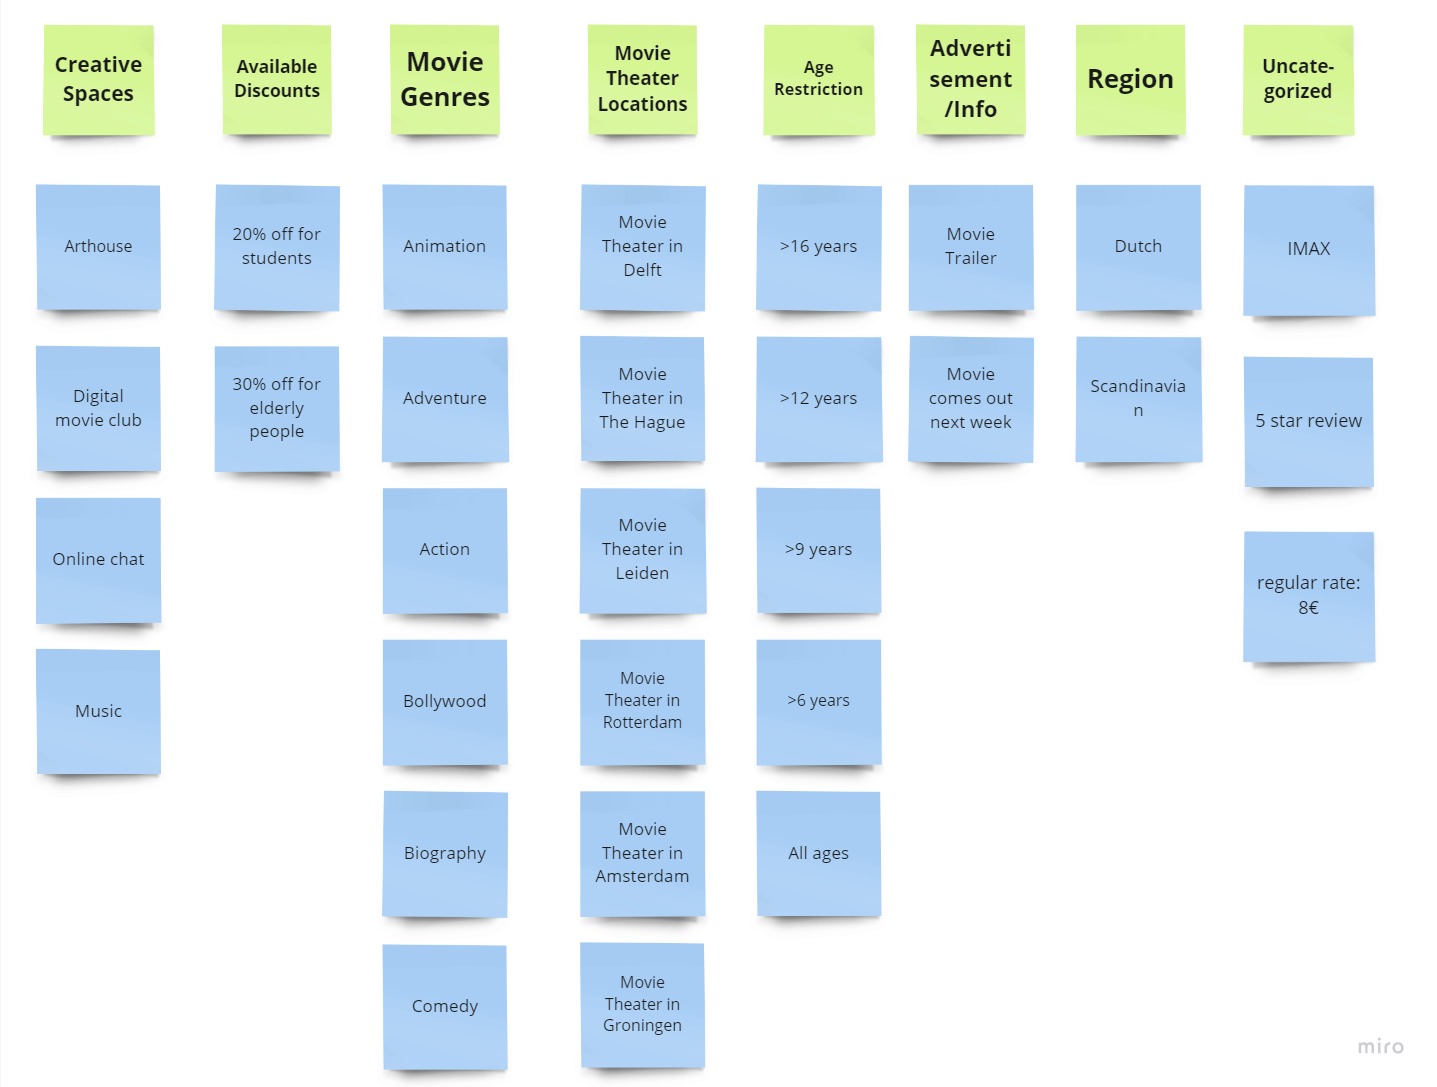 Creative
Spaces
Available
Discounts
Movie
Genres
Movie
Theater
Locations
Age
Restriction
Adverti
sement
/Info
Region
Uncate-
gorized
Arthouse
20% off for
students
Animation
Movie
Theater in
Delft
>16 years
Movie
Trailer
Dutch
IMAX
Digital
movie club
30% off for
elderly
people
Adventure
Movie
Theater in
The Hague
>12 years
Movie
comes out
next week
Scandinavia
n
5 star review
Online chat
Action
Movie
Theater in
Leiden
>9 years
regular rate:
8€
Music
Bollywood
Movie
Theater in
Rotterdam
>6 years
Biography
Movie
Theater in
Amsterdam
All ages
Comedy
Movie
Theater in
Groningen
miro